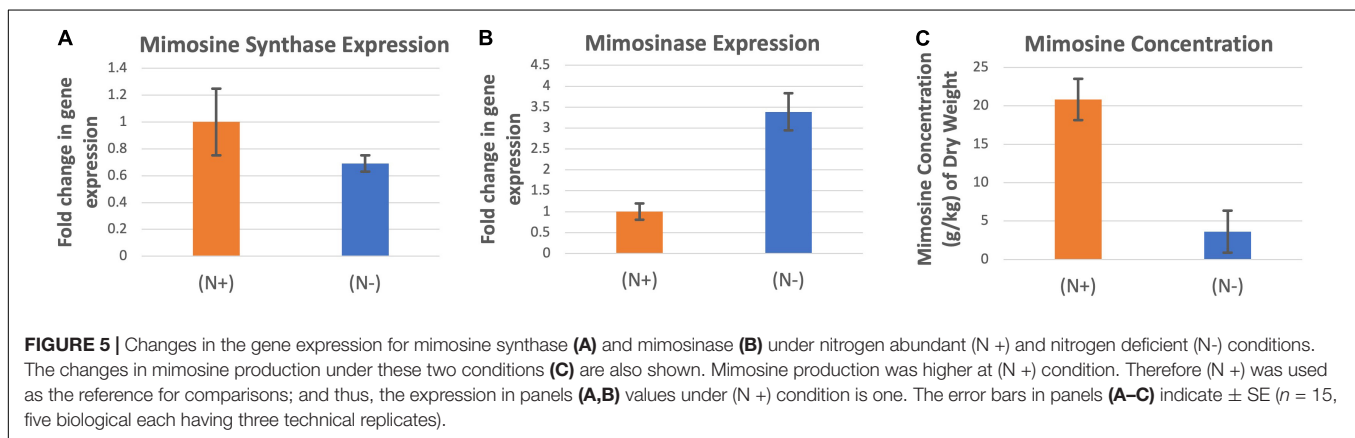 A
Mimosine Synthase Expression
Fold change in gene
expression
1.4
1.2
1
0.8
0.6
0.4
0.2
0
(N+)
(N-)
B
Mimosinase Expression
Fold change in gene
expression
4.5
4
3.5
3
2.5
2
1.5
1
0.5
0
(N+)
(N-)
C
Mimosine Concentration
Mimosine Concentration
(g/kg) of Dry Weight
25
20
15
10
5
0
(N+)
(N-)
FIGURE 5 | Changes in the gene expression for mimosine synthase (A) and mimosinase (B) under nitrogen abundant (N +) and nitrogen deficient (N-) conditions.
The changes in mimosine production under these two conditions (C) are also shown. Mimosine production was higher at (N +) condition. Therefore (N +) was used
as the reference for comparisons; and thus, the expression in panels (A,B) values under (N +) condition is one. The error bars in panels (A–C) indicate ± SE (n = 15,
five biological each having three technical replicates).